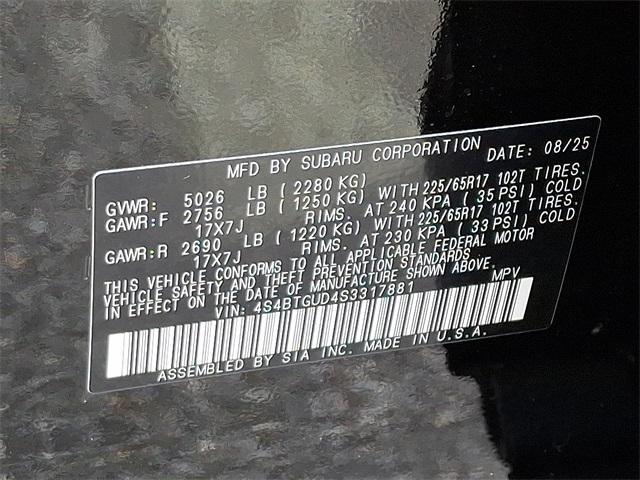 MFD BY SUBARU CORPORATION DATE: 08/25
GVWR: 5026 LB ( 2280 KG)
GAWR:F 2756 LB ( 1250 KG) WITH 225/65R17 102T TIRES.
17X7J RIMS. AT 240 KPA ( 35 PSI) COLD
GAWR:R 2690 LB ( 1220 KG) WITH 225/65R17 102T TIRES.
17X7J RIMS. AT 230 KPA ( 33 PSI) COLD
THIS VEHICLE CONFORMS TO ALL APPLICABLE FEDERAL MOTOR
VEHICLE SAFETY AND THEFT PREVENTION STANDARDS
IN EFFECT ON THE DATE OF MANUFACTURE SHOWN ABOVE.
VIN: 4S4BTGUD4S3317881 MPV
ASSEMBLED BY SIA INC. MADE IN U.S.A.